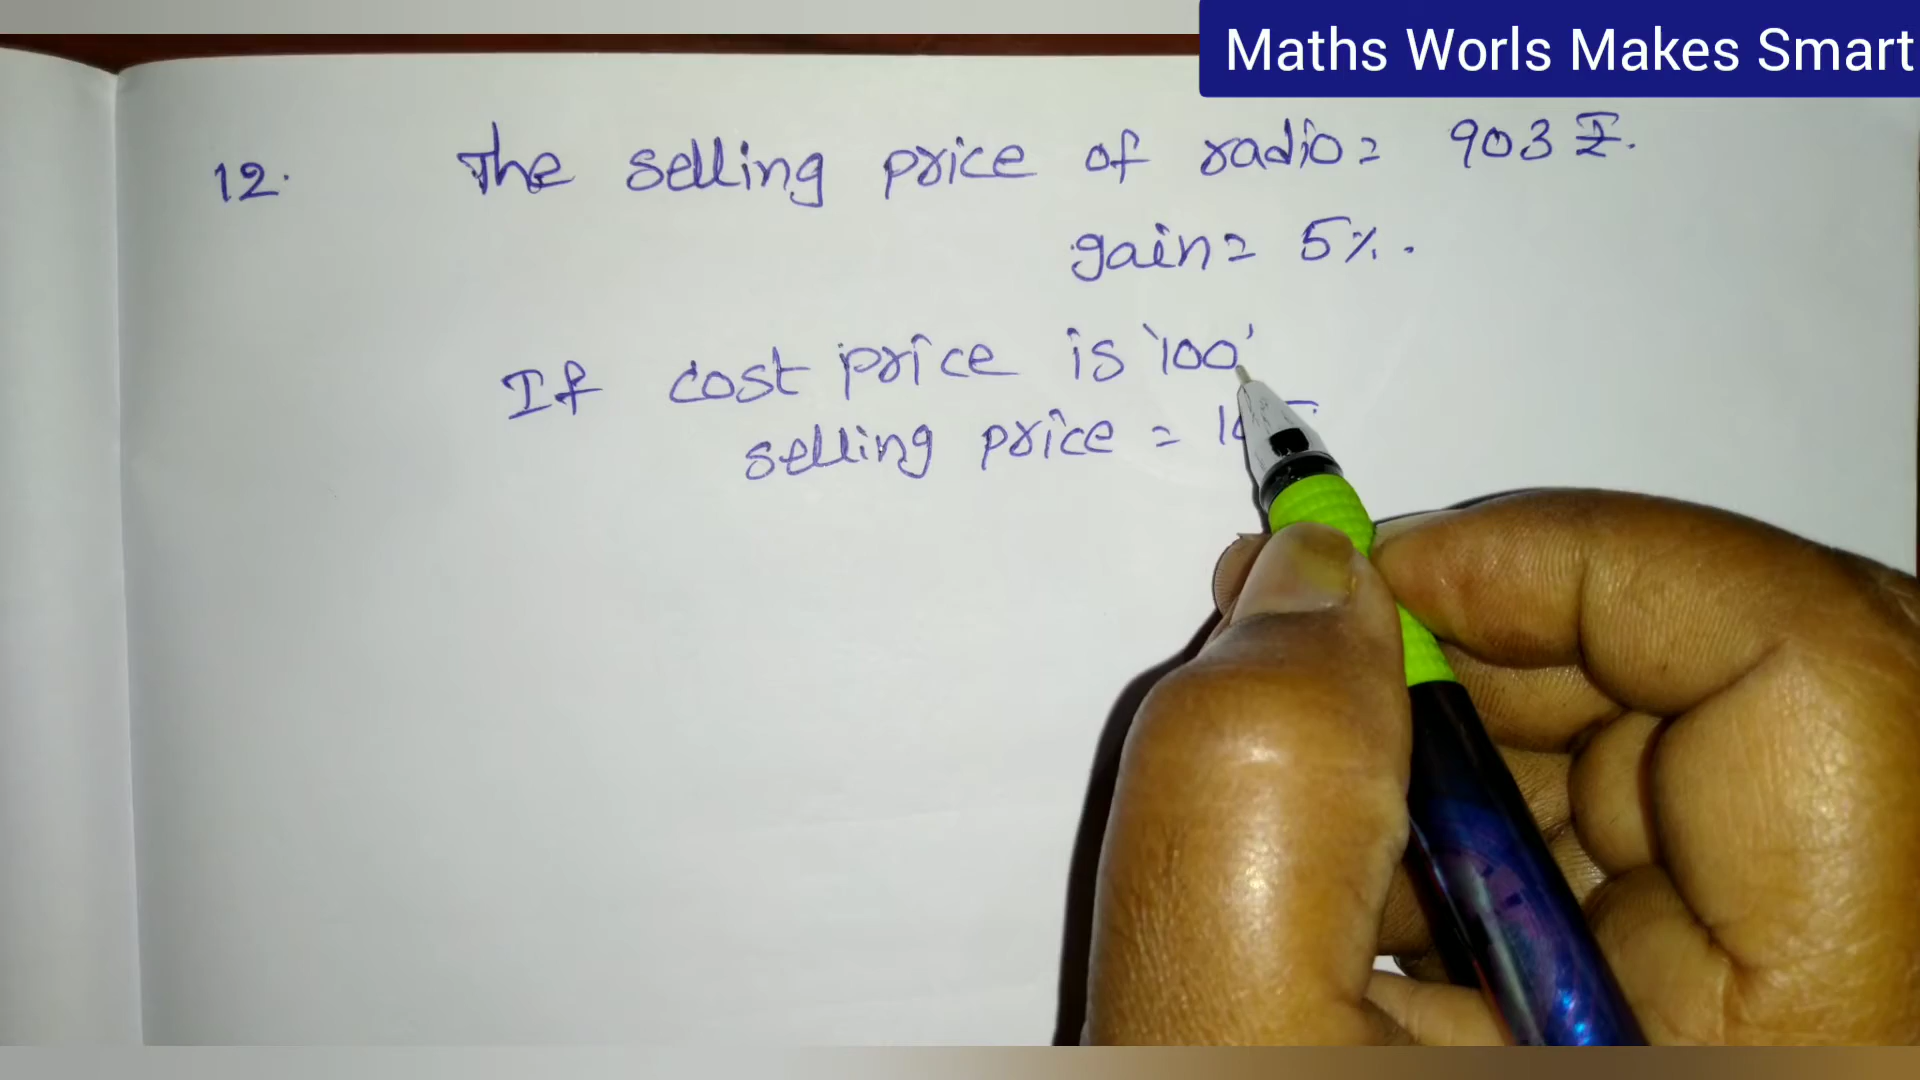 Maths Worls Makes Smart
12. The selling price of radio = 903 ₹.
gain = 5%.
If cost price is '100'
selling price =